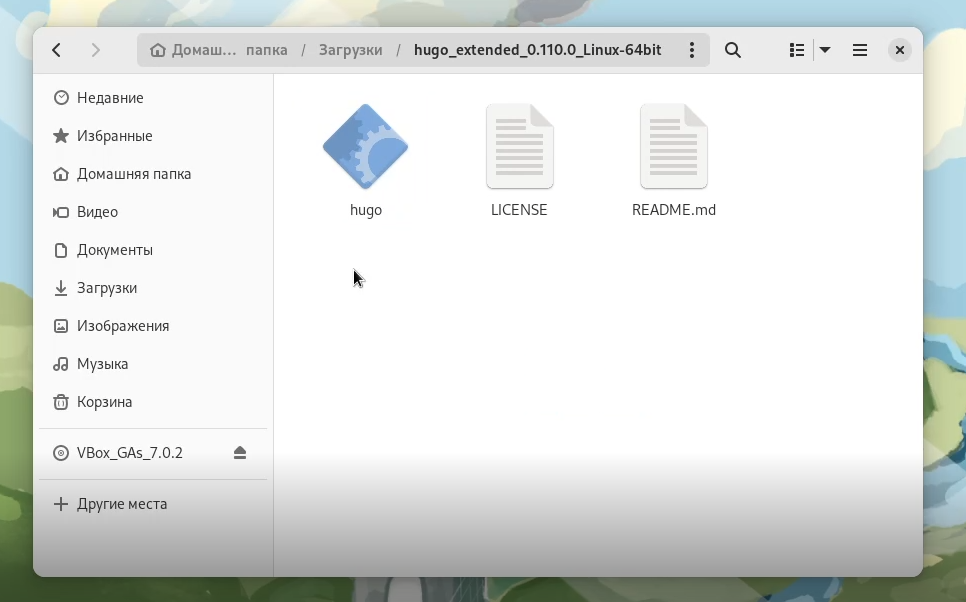 Домаш… папка / Загрузки / hugo_extended_0.110.0_Linux-64bit
Недавние
Избранные
Домашняя папка
Видео
Документы
Загрузки
Изображения
Музыка
Корзина
VBox_GAs_7.0.2
Другие места
hugo
LICENSE
README.md